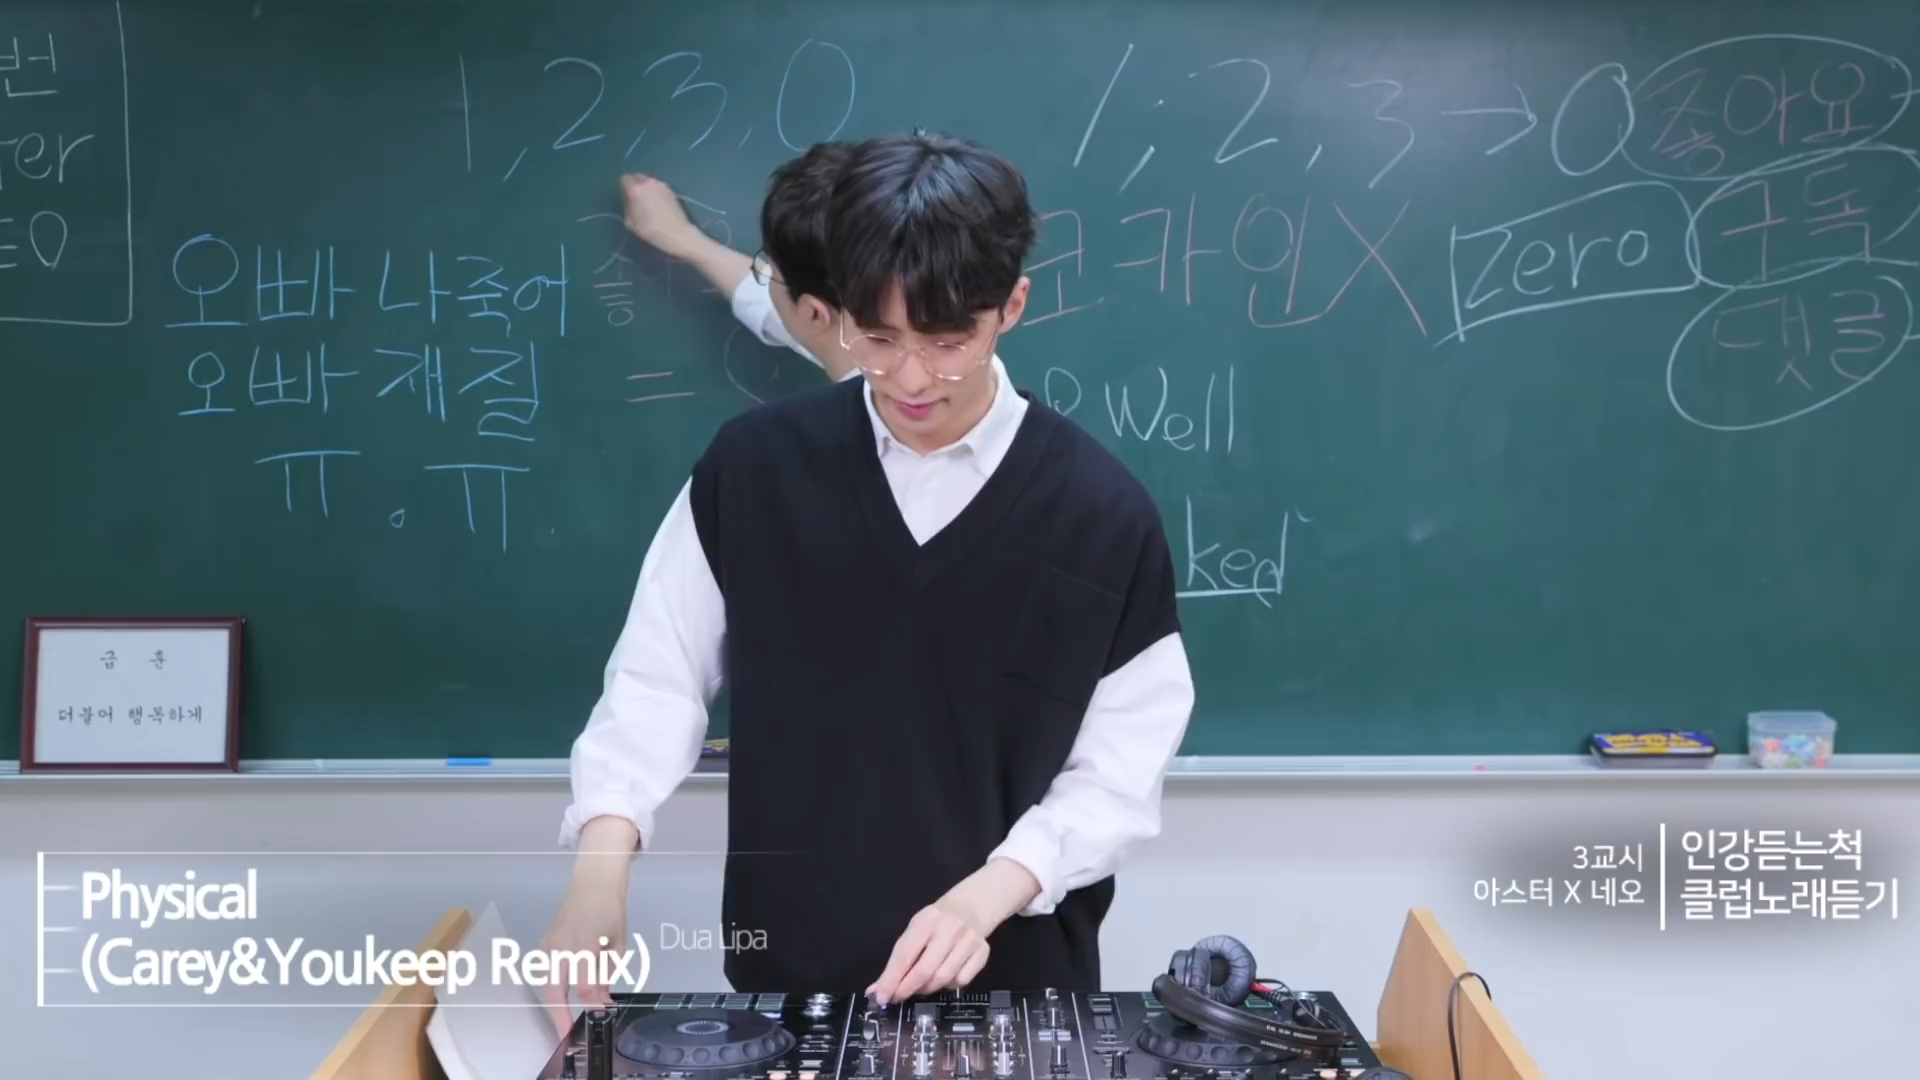 번
1,2,3,0
1,2,3→0
좋아요
오빠 나죽어
코카인X
Zero
구독
오빠 재질
=
Well
댓글
ㅠ.ㅠ
ked
급 훈
더불어 행복하게
Physical
(Carey&Youkeep Remix) Dua Lipa
3교시
아스터 X 네오
인강듣는척
클럽노래듣기